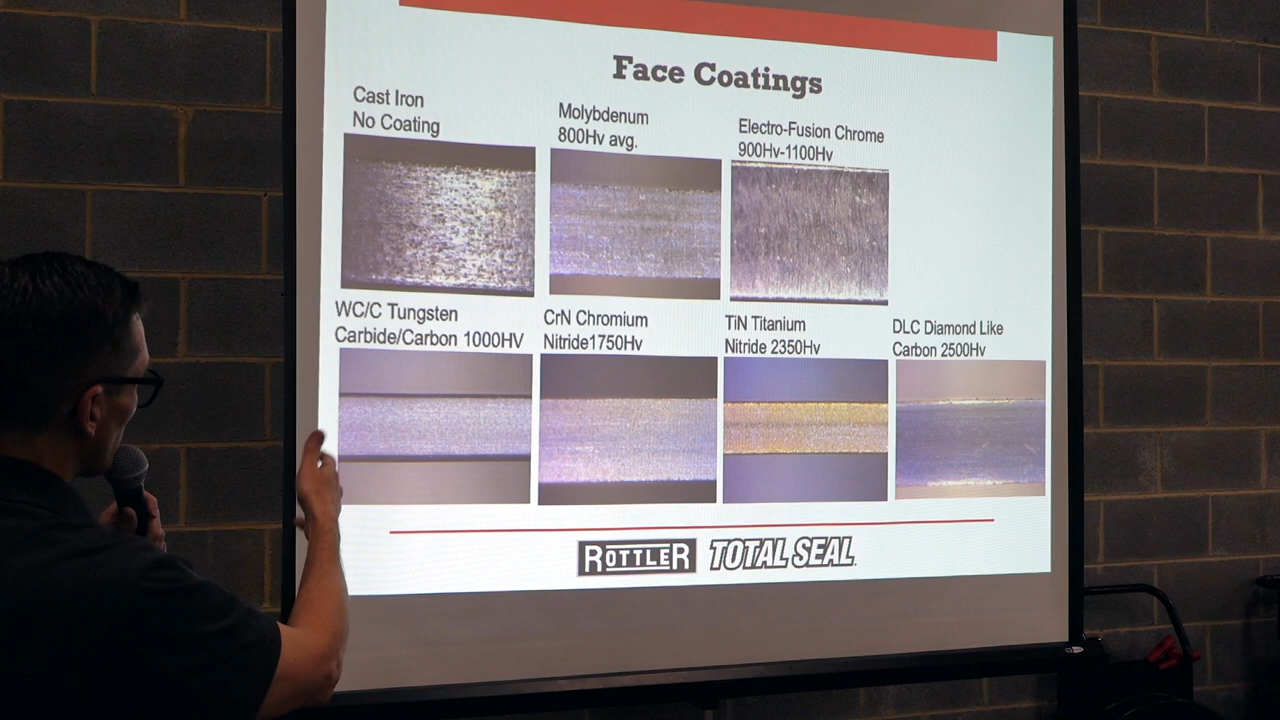 Face Coatings
Cast Iron
No Coating
Molybdenum
800Hv avg.
Electro-Fusion Chrome
900Hv-1100Hv
WC/C Tungsten
Carbide/Carbon 1000HV
CrN Chromium
Nitride1750Hv
TiN Titanium
Nitride 2350Hv
DLC Diamond Like
Carbon 2500Hv
ROTTLER TOTAL SEAL